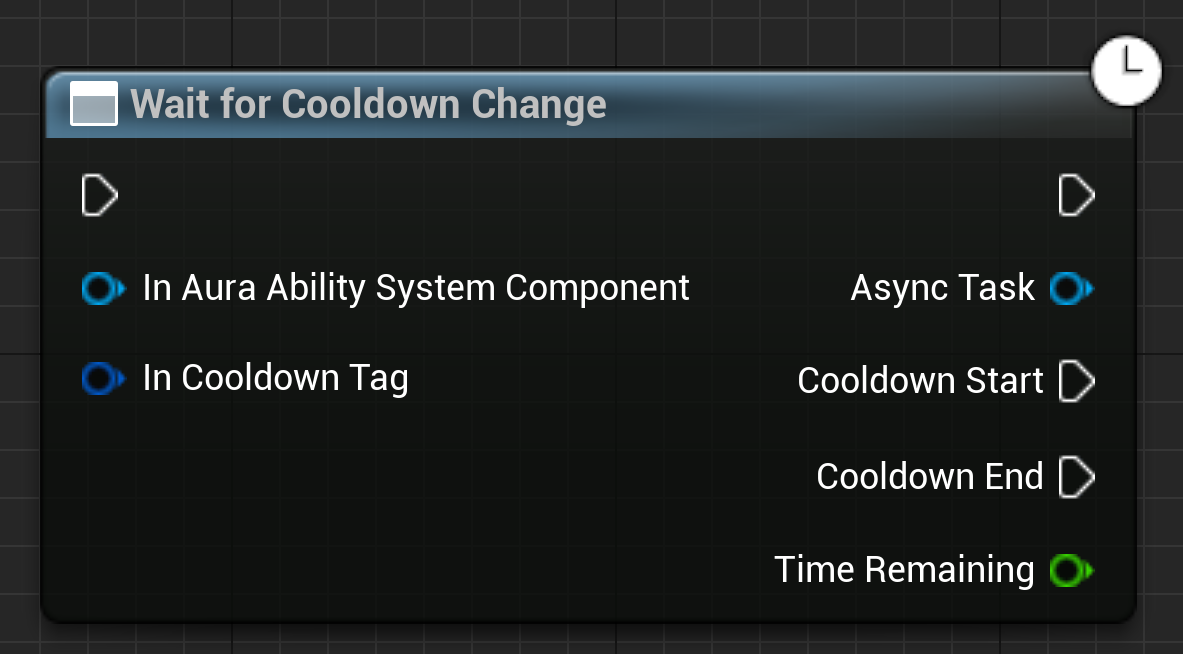 Wait for Cooldown Change
In Aura Ability System Component
Async Task
In Cooldown Tag
Cooldown Start
Cooldown End
Time Remaining